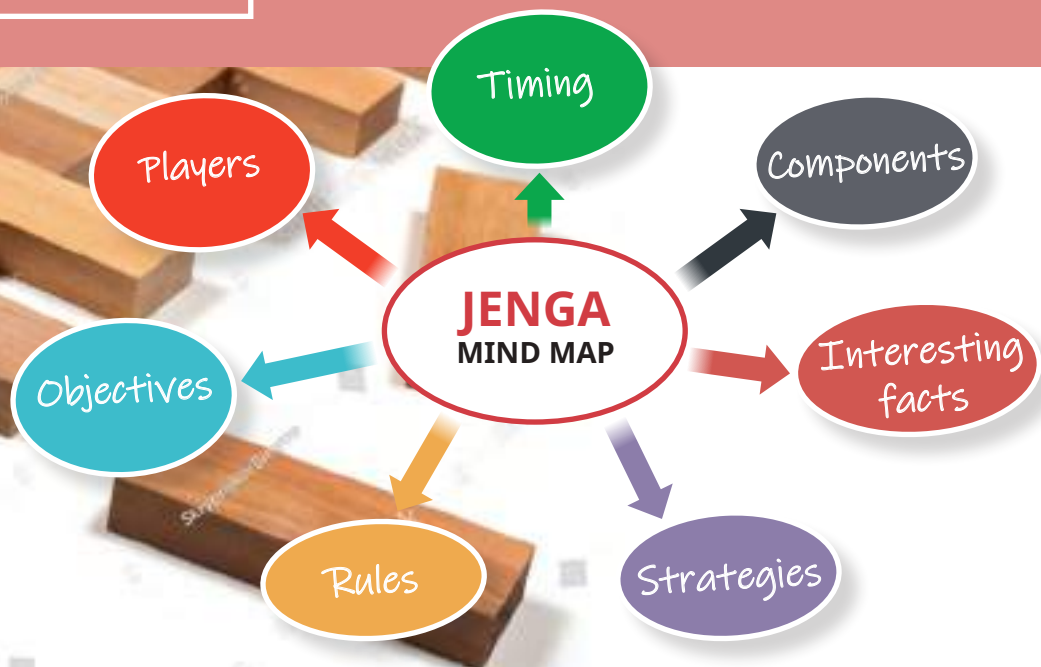 Timing
Players
Components
JENGA
MIND MAP
Interesting
facts
Objectives
Rules
Strategies